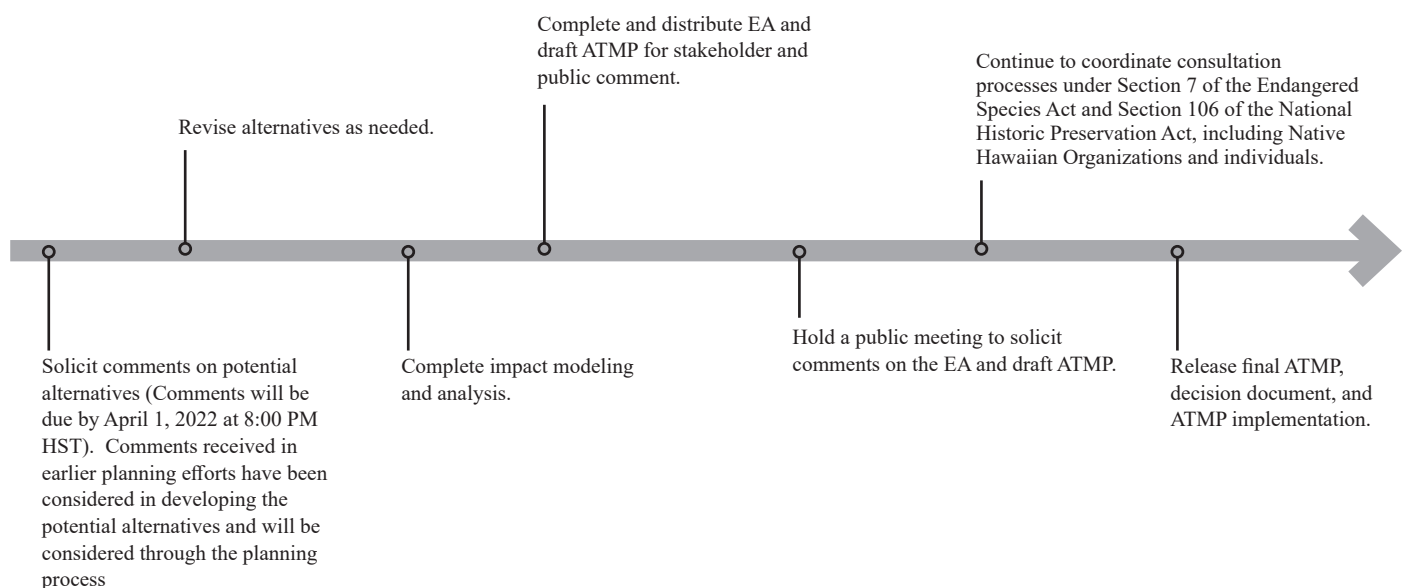 Complete and distribute EA and
draft ATMP for stakeholder and
public comment.
Continue to coordinate consultation
processes under Section 7 of the Endangered
Species Act and Section 106 of the National
Historic Preservation Act, including Native
Hawaiian Organizations and individuals.
Revise alternatives as needed.
Solicit comments on potential
alternatives (Comments will be
due by April 1, 2022 at 8:00 PM
HST).  Comments received in
earlier planning efforts have been
considered in developing the
potential alternatives and will be
considered through the planning
process
Complete impact modeling
and analysis.
Hold a public meeting to solicit
comments on the EA and draft ATMP.
Release final ATMP,
decision document, and
ATMP implementation.